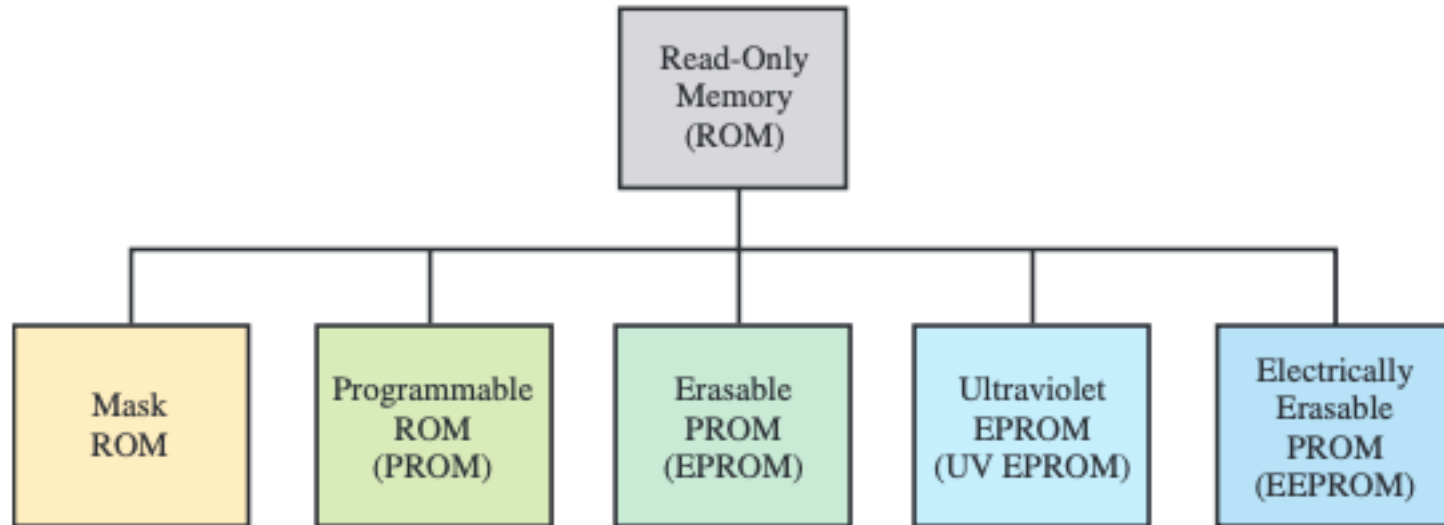 Read-Only
Memory
(ROM)
Mask
ROM
Programmable
ROM
(PROM)
Erasable
PROM
(EPROM)
Ultraviolet
EPROM
(UV EPROM)
Electrically
Erasable
PROM
(EEPROM)